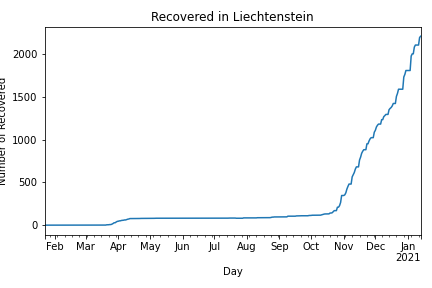 Recovered in Liechtenstein
Number of Recovered
2000
1500
1000
500
0
Feb Mar Apr May Jun Jul Aug Sep Oct Nov Dec Jan
2021
Day